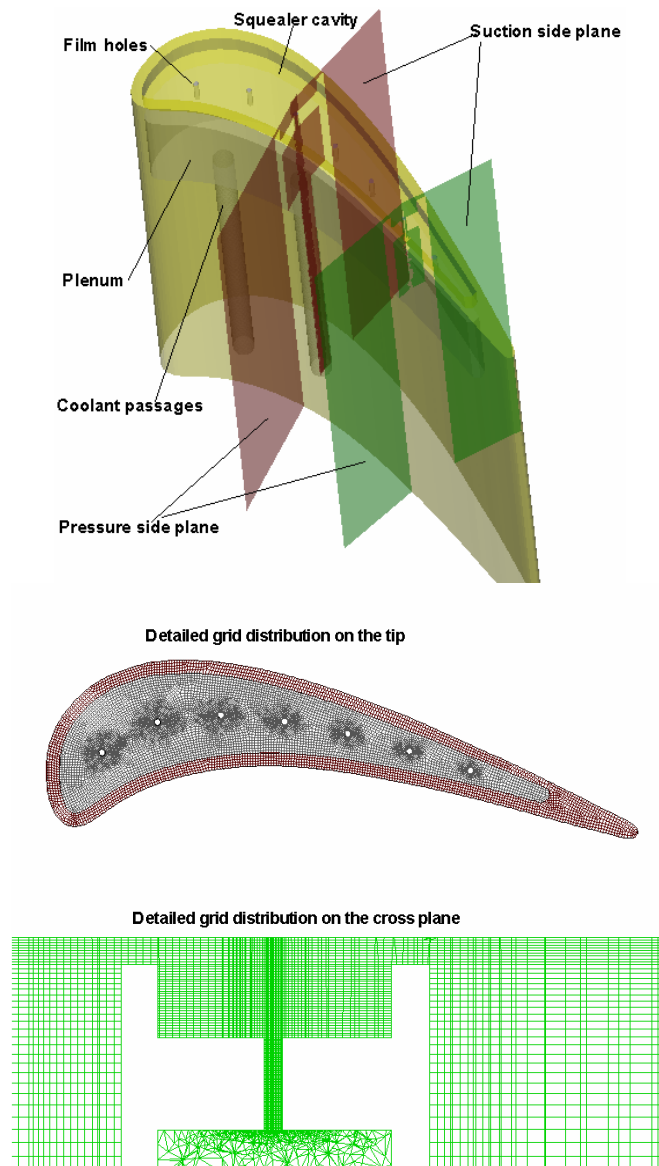 Squealer cavity
Suction side plane
Film holes
Plenum
Coolant passages
Pressure side plane
Detailed grid distribution on the tip
Detailed grid distribution on the cross plane